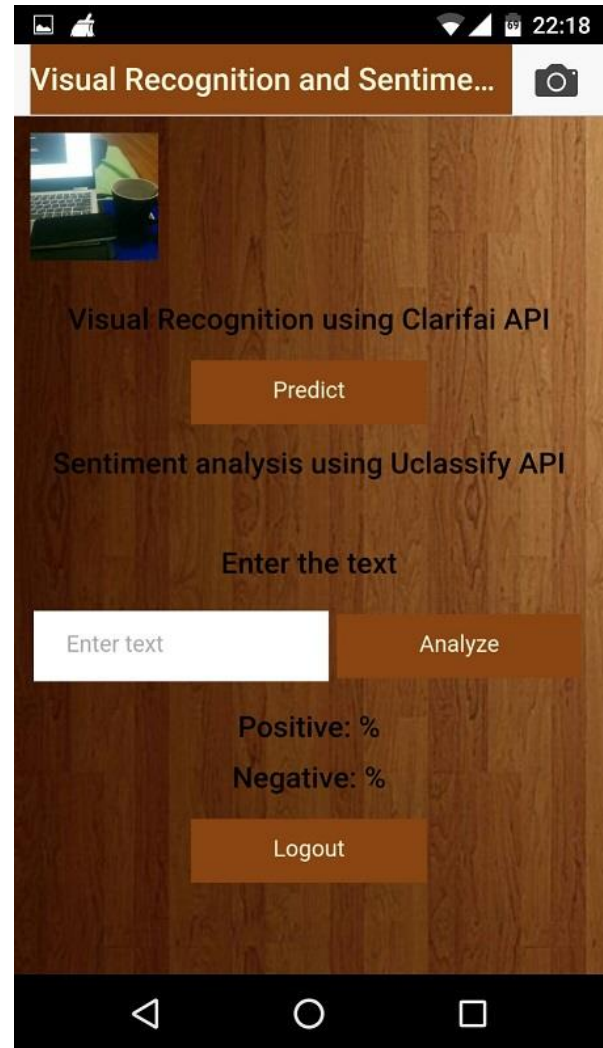 69 22:18
Visual Recognition and Sentime...
Visual Recognition using Clarifai API
Predict
Sentiment analysis using Uclassify API
Enter the text
Enter text Analyze
Positive: %
Negative: %
Logout